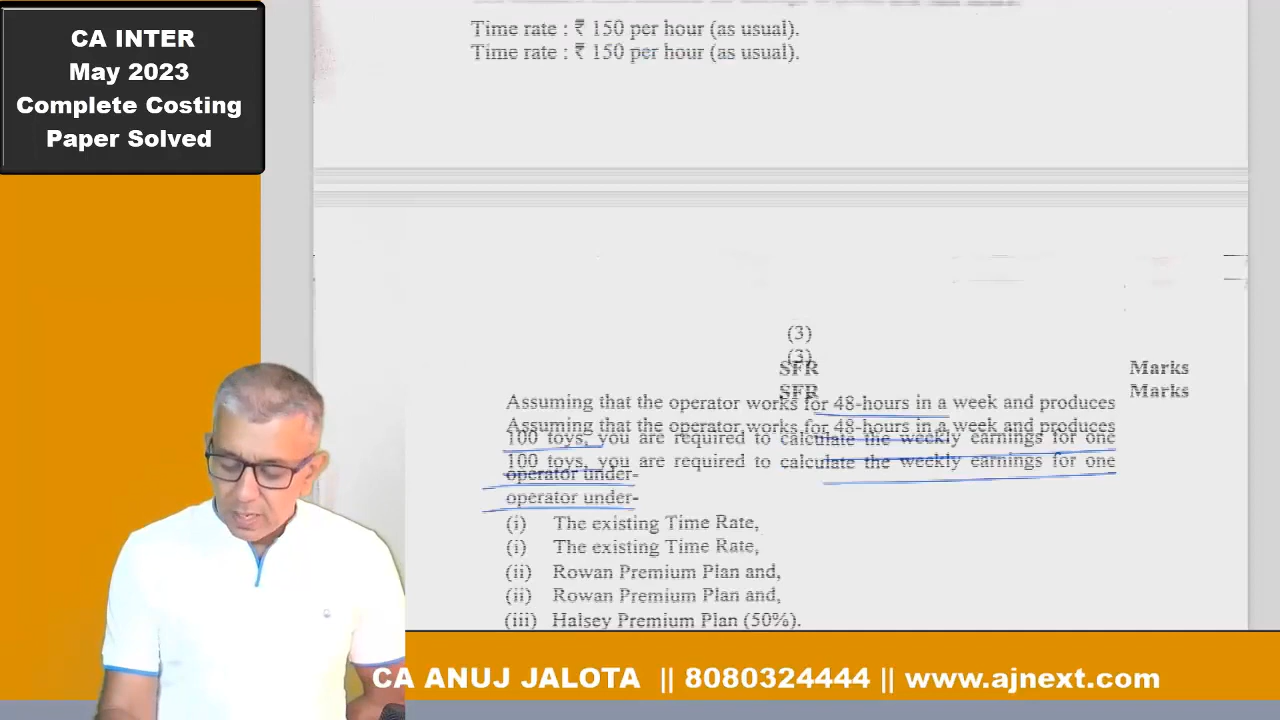 CA INTER
May 2023
Complete Costing
Paper Solved
Time rate : ₹ 150 per hour (as usual).
Time rate : ₹ 150 per hour (as usual).
(3)
(3)
SFR Marks
SFR Marks
Assuming that the operator works for 48-hours in a week and produces
Assuming that the operator works for 48-hours in a week and produces
100 toys, you are required to calculate the weekly earnings for one
100 toys, you are required to calculate the weekly earnings for one
operator under-
operator under-
(i) The existing Time Rate,
(i) The existing Time Rate,
(ii) Rowan Premium Plan and,
(ii) Rowan Premium Plan and,
(iii) Halsey Premium Plan (50%).
CA ANUJ JALOTA || 8080324444 || www.ajnext.com